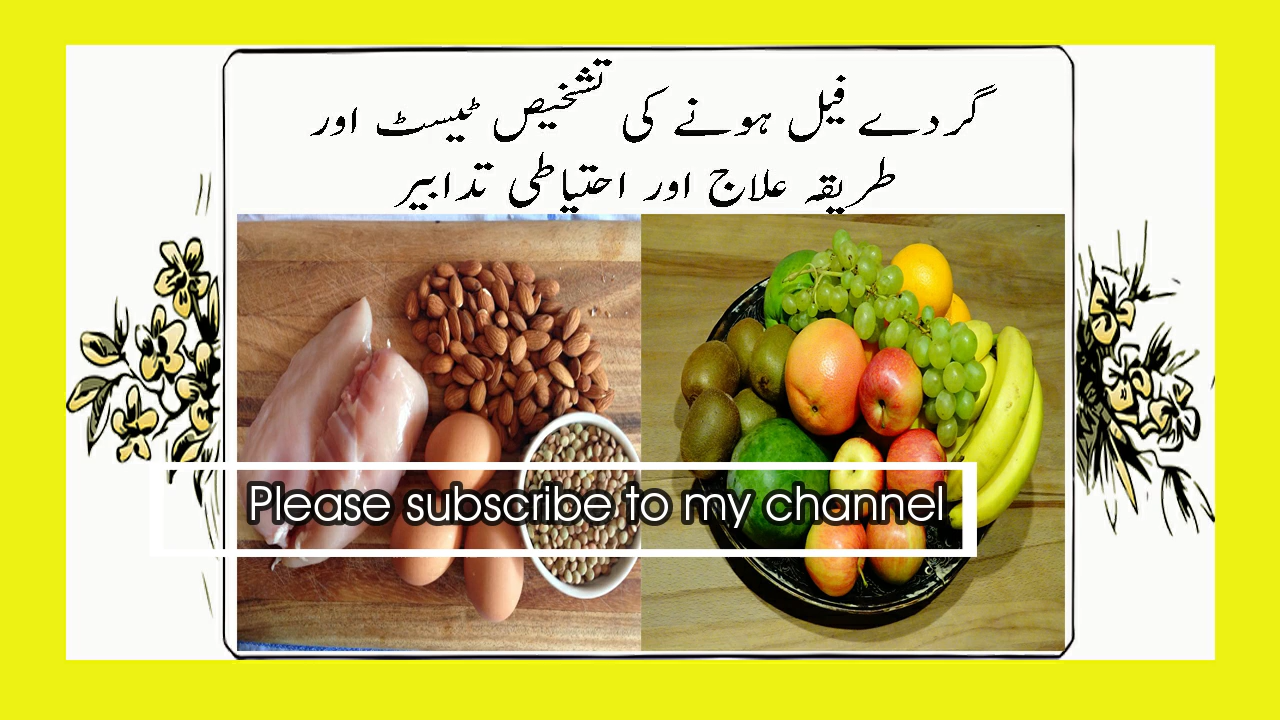 گردے فیل ہونے کی تشخیص ٹیسٹ اور
طریقہ علاج اور احتیاطی تدابیر
Please subscribe to my channel